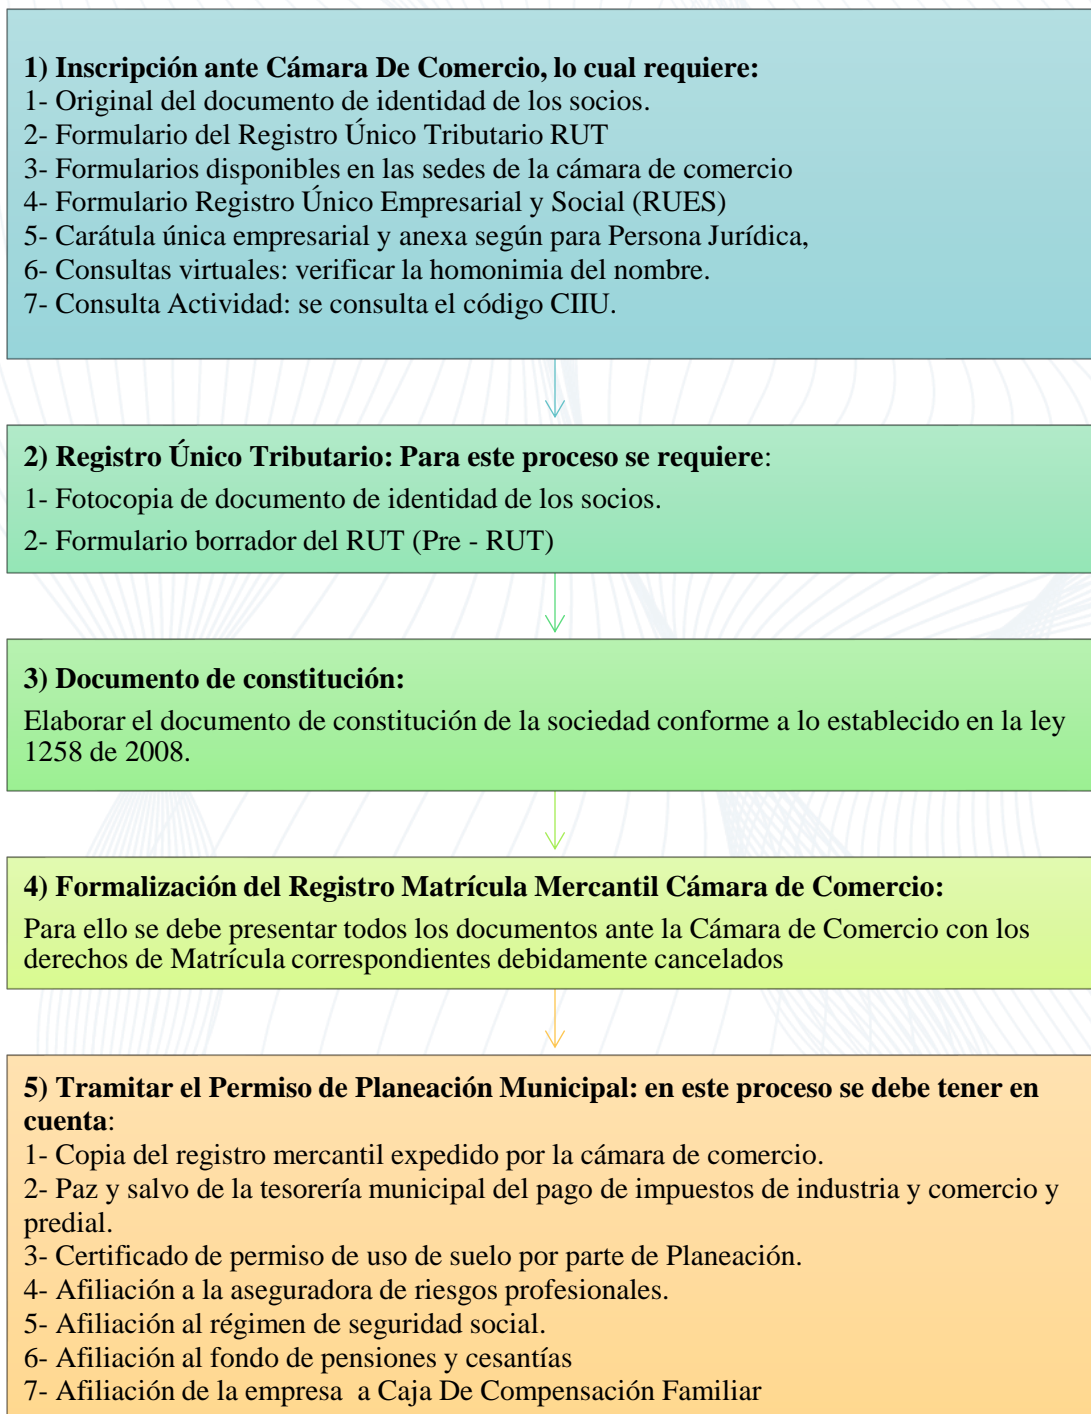 1) Inscripción ante Cámara De Comercio, lo cual requiere:
1- Original del documento de identidad de los socios.
2- Formulario del Registro Único Tributario RUT
3- Formularios disponibles en las sedes de la cámara de comercio
4- Formulario Registro Único Empresarial y Social (RUES)
5- Carátula única empresarial y anexa según para Persona Jurídica,
6- Consultas virtuales: verificar la homonimia del nombre.
7- Consulta Actividad: se consulta el código CIIU.
2) Registro Único Tributario: Para este proceso se requiere:
1- Fotocopia de documento de identidad de los socios.
2- Formulario borrador del RUT (Pre - RUT)
3) Documento de constitución:
Elaborar el documento de constitución de la sociedad conforme a lo establecido en la ley
1258 de 2008.
4) Formalización del Registro Matrícula Mercantil Cámara de Comercio:
Para ello se debe presentar todos los documentos ante la Cámara de Comercio con los
derechos de Matrícula correspondientes debidamente cancelados
5) Tramitar el Permiso de Planeación Municipal: en este proceso se debe tener en
cuenta:
1- Copia del registro mercantil expedido por la cámara de comercio.
2- Paz y salvo de la tesorería municipal del pago de impuestos de industria y comercio y
predial.
3- Certificado de permiso de uso de suelo por parte de Planeación.
4- Afiliación a la aseguradora de riesgos profesionales.
5- Afiliación al régimen de seguridad social.
6- Afiliación al fondo de pensiones y cesantías
7- Afiliación de la empresa  a Caja De Compensación Familiar